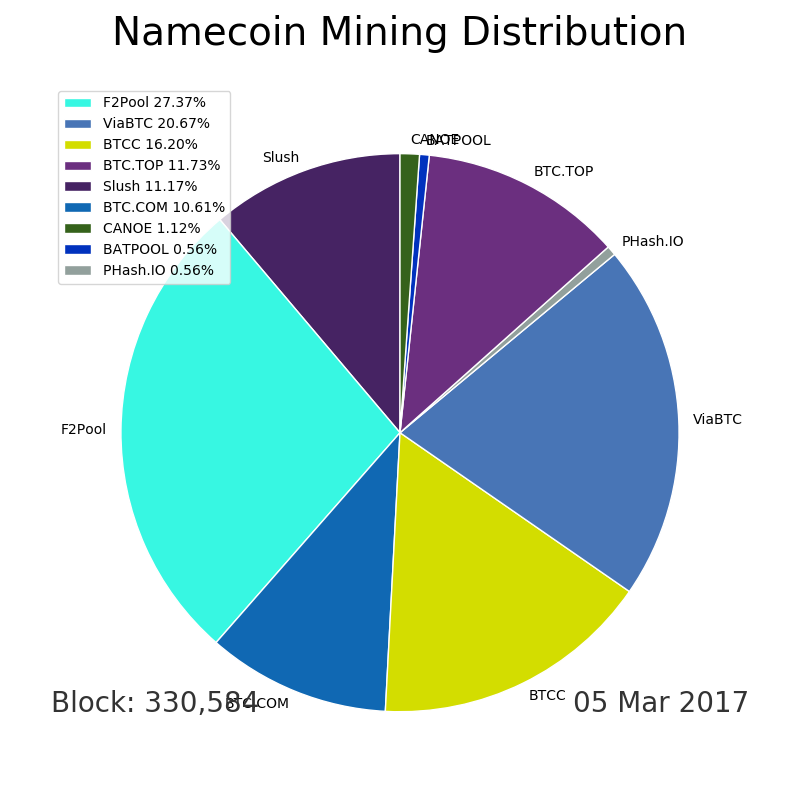 Namecoin Mining Distribution
F2Pool 27.37%
ViaBTC 20.67%
BTCC 16.20%
BTC.TOP 11.73%
Slush 11.17%
BTC.COM 10.61%
CANOE 1.12%
BATPOOL 0.56%
PHash.IO 0.56%
CANOE
BATPOOL
Slush
BTC.TOP
PHash.IO
ViaBTC
F2Pool
BTCC
BTC.COM
Block: 330,584
05 Mar 2017